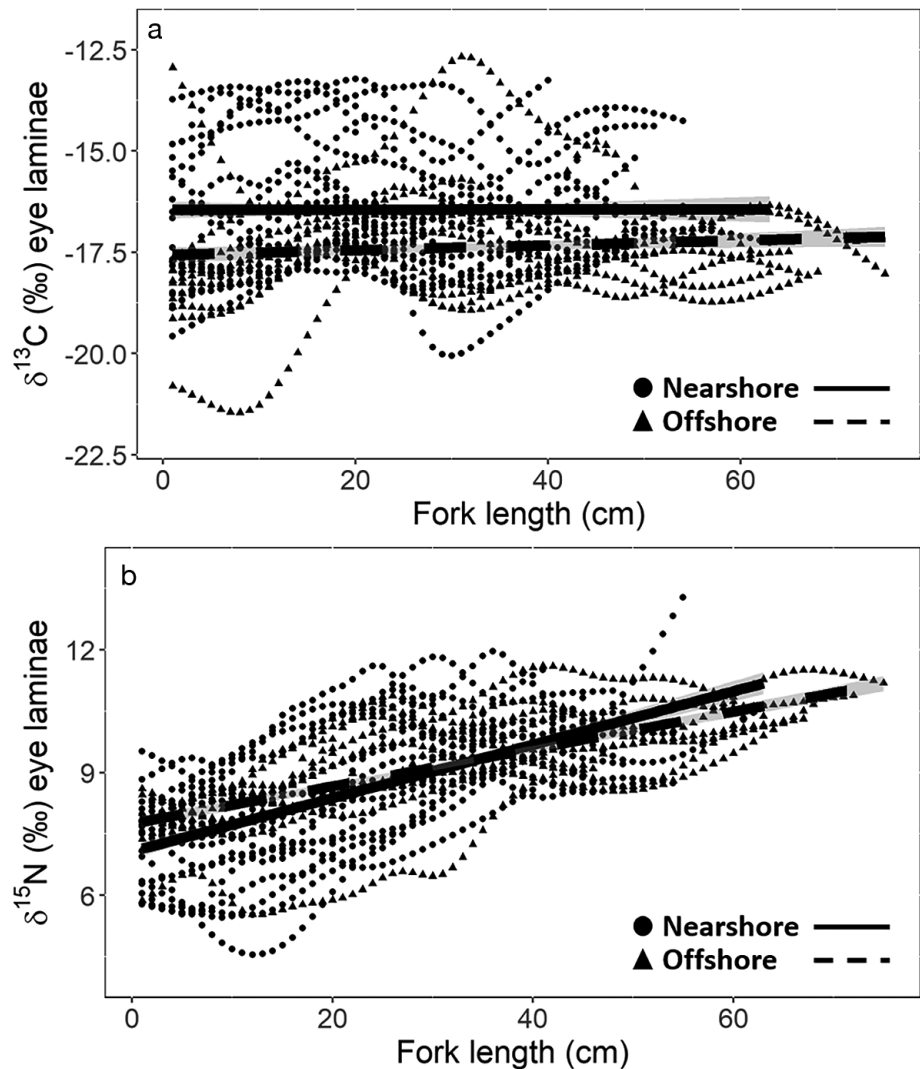 a
-12.5
-15.0
-17.5
-20.0
-22.5
δ13C (‰) eye laminae
Nearshore
Offshore
0 20 40 60
Fork length (cm)
b
12
9
6
δ15N (‰) eye laminae
Nearshore
Offshore
0 20 40 60
Fork length (cm)